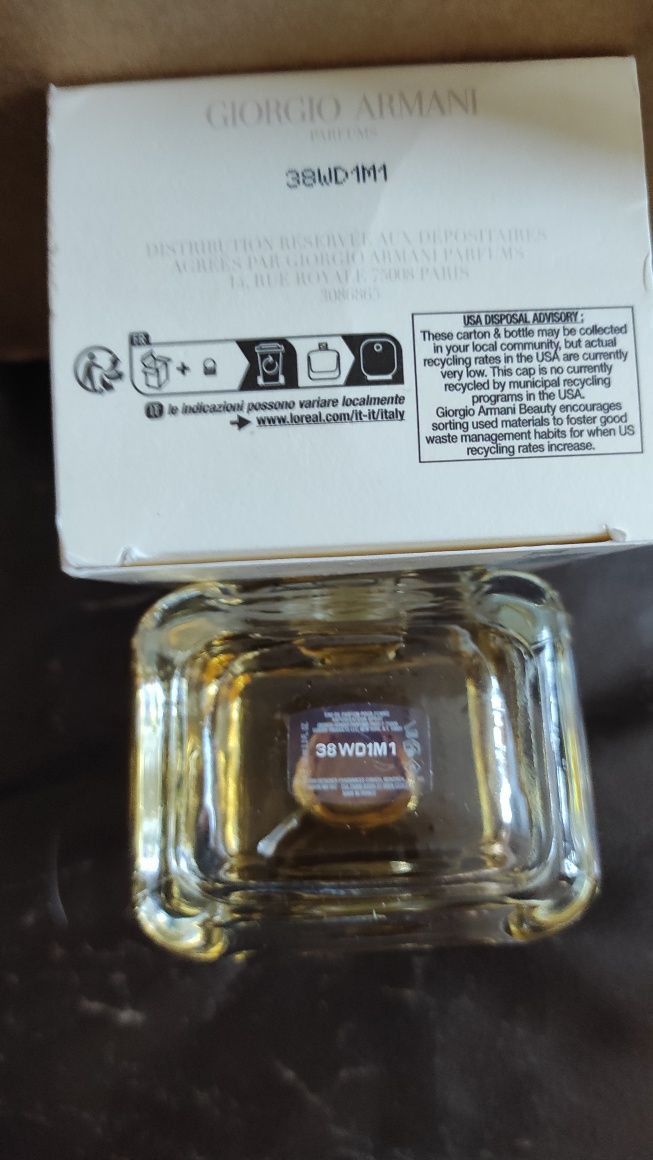 GIORGIO ARMANI
PARFUMS
38WD1M1
DISTRIBUTION RÉSERVÉE AUX DÉPOSITAIRES
AGRÉÉS PAR GIORGIO ARMANI PARFUMS
14, RUE ROYALE 75008 PARIS
FR
IT le indicazioni possono variare localmente
www.loreal.com/it-it/italy
USA DISPOSAL ADVISORY :
These carton & bottle may be collected
in your local community, but actual
recycling rates in the USA are currently
very low. This cap is no currently
recycled by municipal recycling
programs in the USA.
Giorgio Armani Beauty encourages
sorting used materials to foster good
waste management habits for when US
recycling rates increase.
38WD1M1